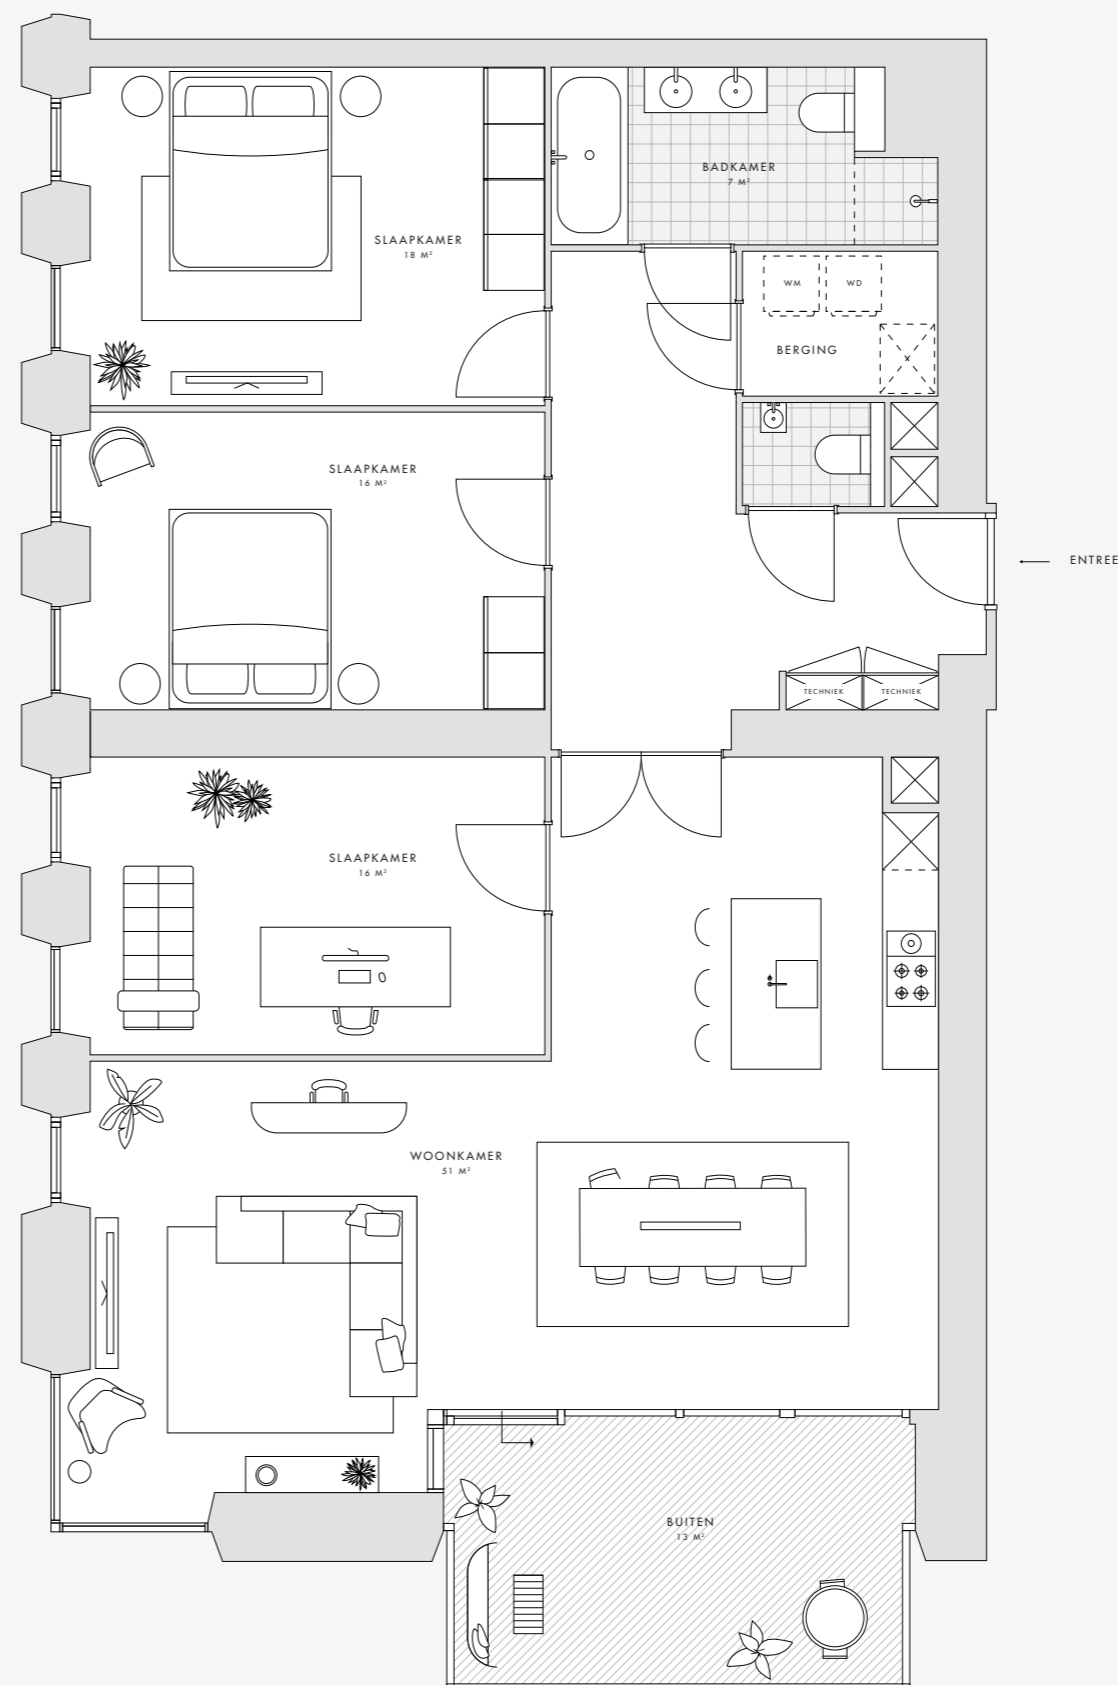 BADKAMER
7 M²
SLAAPKAMER
18 M²
WM
WD
BERGING
SLAAPKAMER
16 M²
ENTREE
TECHNIEK
TECHNIEK
SLAAPKAMER
16 M²
WOONKAMER
51 M²
BUITEN
13 M²